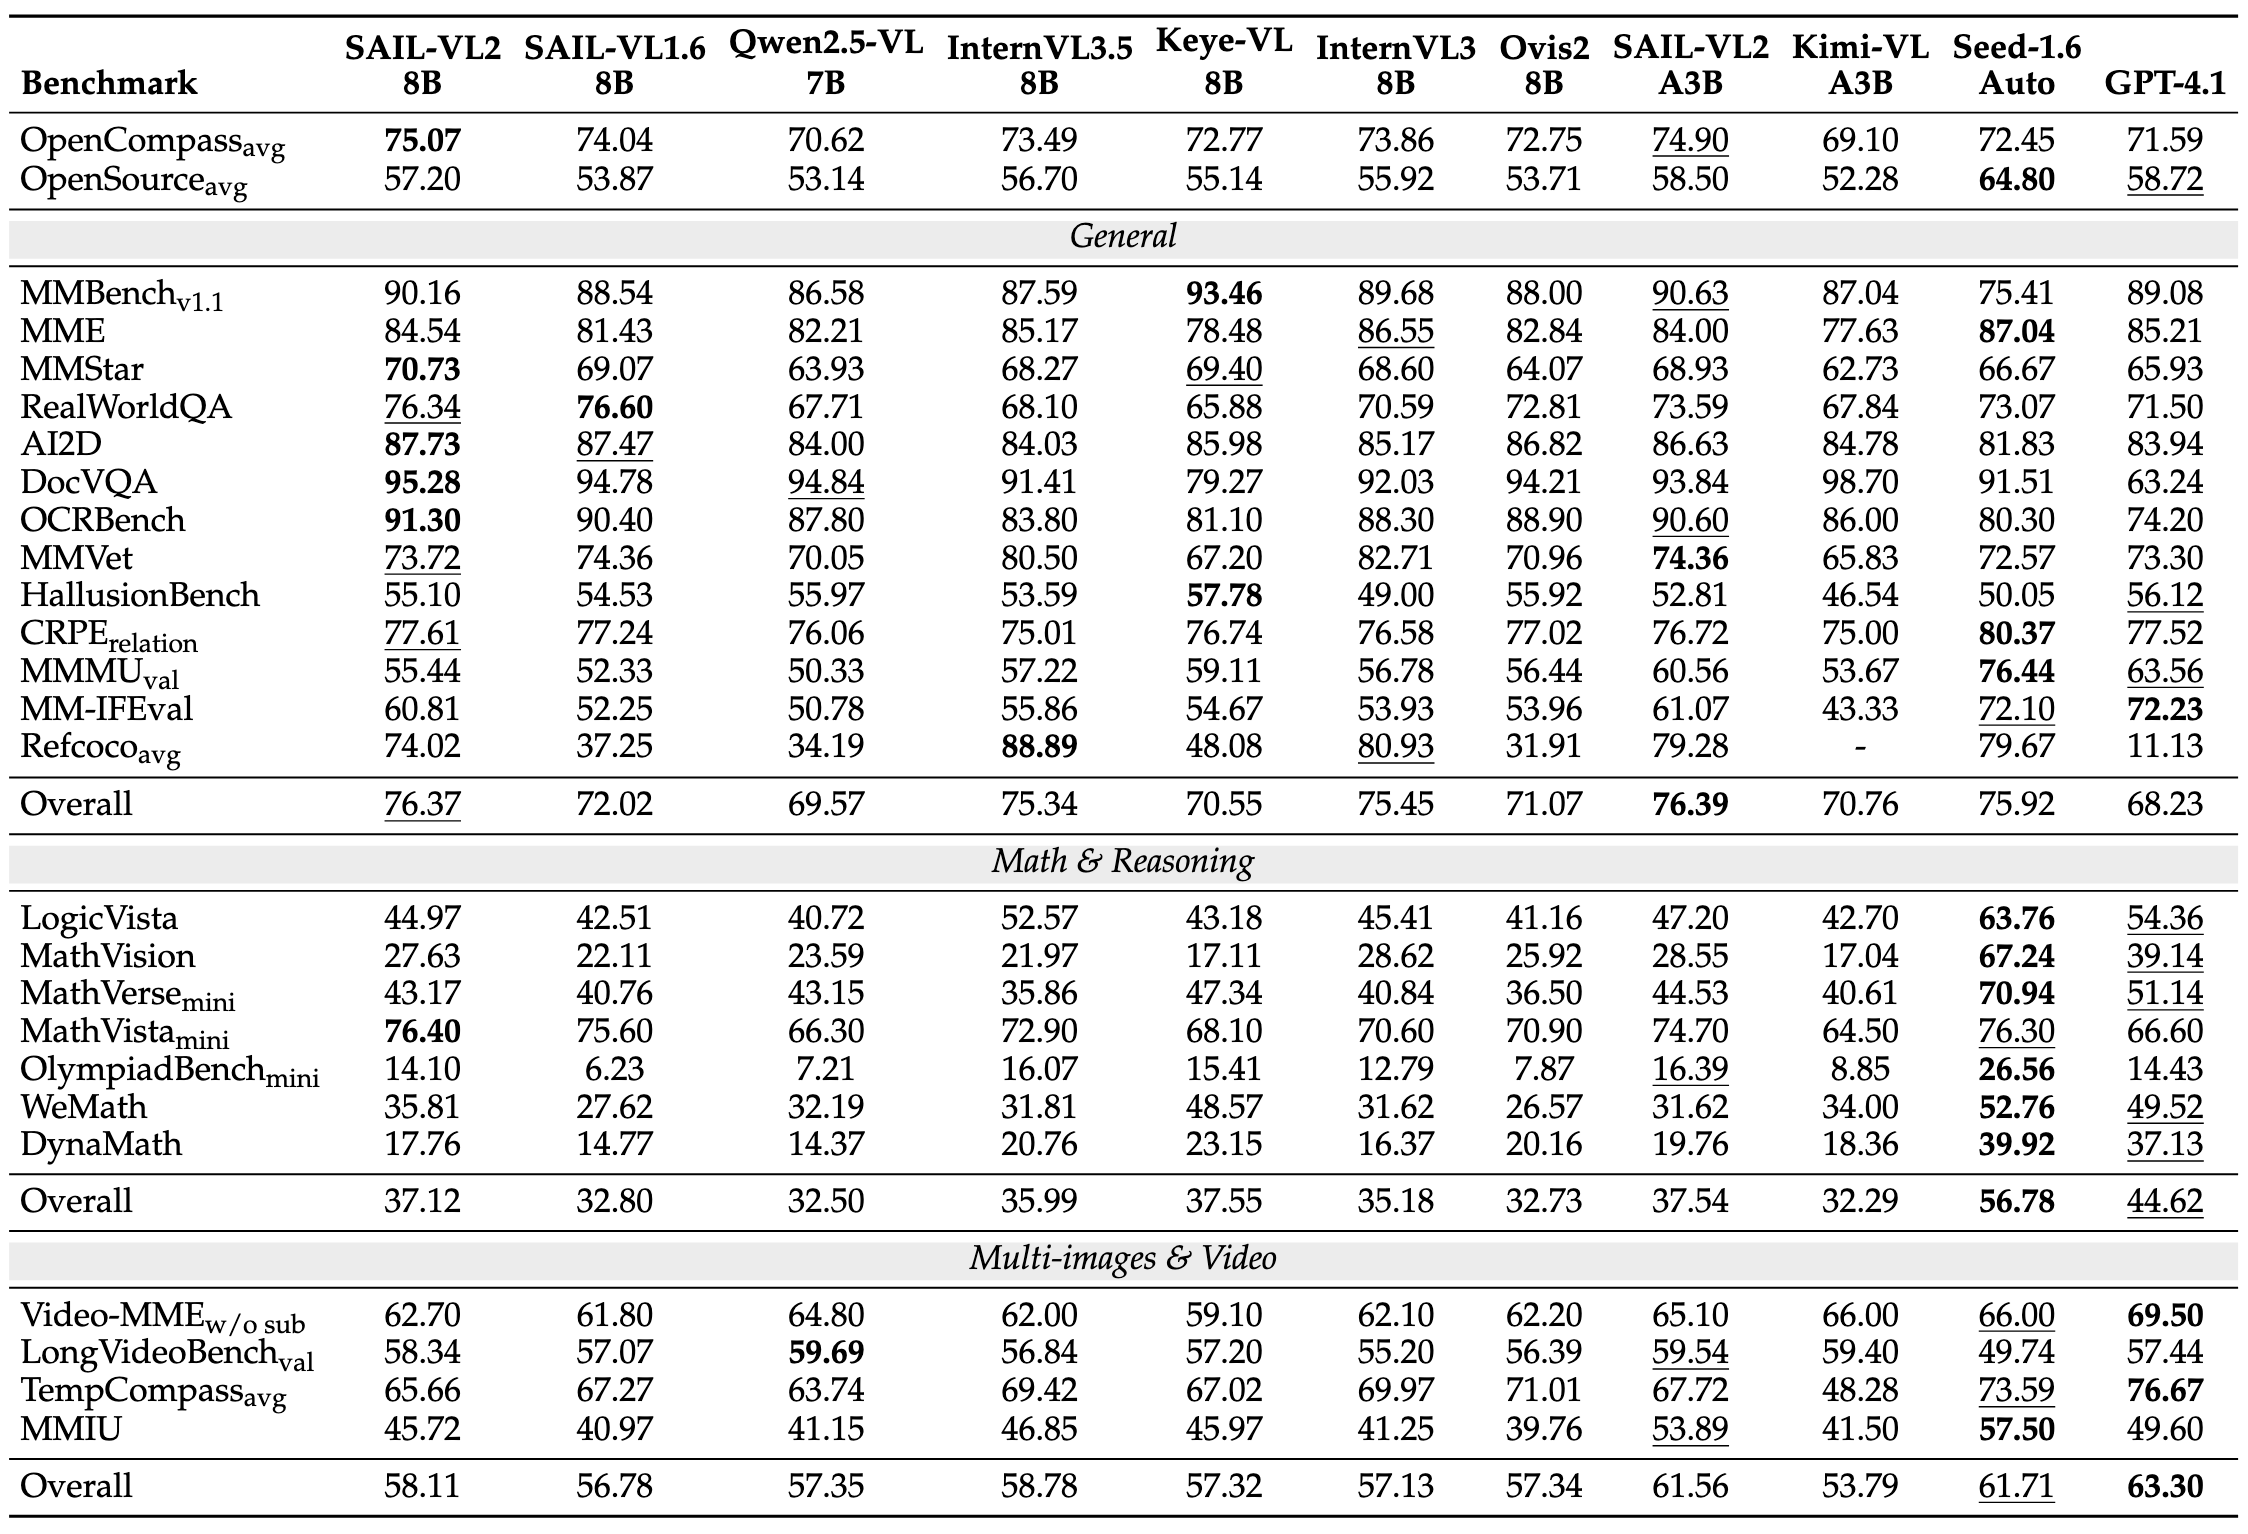 Benchmark SAIL-VL2 8B SAIL-VL1.6 8B Qwen2.5-VL 7B InternVL3.5 8B Keye-VL 8B InternVL3 8B Ovis2 8B SAIL-VL2 A3B Kimi-VL A3B Seed-1.6 Auto GPT-4.1
OpenCompass avg 75.07 74.04 70.62 73.49 72.77 73.86 72.75 74.90 69.10 72.45 71.59
OpenSource avg 57.20 53.87 53.14 56.70 55.14 55.92 53.71 58.50 52.28 64.80 58.72
General
MMBench v1.1 90.16 88.54 86.58 87.59 93.46 89.68 88.00 90.63 87.04 75.41 89.08
MME 84.54 81.43 82.21 85.17 78.48 86.55 82.84 84.00 77.63 87.04 85.21
MMStar 70.73 69.07 63.93 68.27 69.40 68.60 64.07 68.93 62.73 66.67 65.93
RealWorldQA 76.34 76.60 67.71 68.10 65.88 70.59 72.81 73.59 67.84 73.07 71.50
AI2D 87.73 87.47 84.00 84.03 85.98 85.17 86.82 86.63 84.78 81.83 83.94
DocVQA 95.28 94.78 94.84 91.41 79.27 92.03 94.21 93.84 98.70 91.51 63.24
OCRBench 91.30 90.40 87.80 83.80 81.10 88.30 88.90 90.60 86.00 80.30 74.20
MMVet 73.72 74.36 70.05 80.50 67.20 82.71 70.96 74.36 65.83 72.57 73.30
HallusionBench 55.10 54.53 55.97 53.59 57.78 49.00 55.92 52.81 46.54 50.05 56.12
CRPE relation 77.61 77.24 76.06 75.01 76.74 76.58 77.02 76.72 75.00 80.37 77.52
MMMU val 55.44 52.33 50.33 57.22 59.11 56.78 56.44 60.56 53.67 76.44 63.56
MM-IFEval 60.81 52.25 50.78 55.86 54.67 53.93 53.96 61.07 43.33 72.10 72.23
Refcoco avg 74.02 37.25 34.19 88.89 48.08 80.93 31.91 79.28 - 79.67 11.13
Overall 76.37 72.02 69.57 75.34 70.55 75.45 71.07 76.39 70.76 75.92 68.23
Math & Reasoning
LogicVista 44.97 42.51 40.72 52.57 43.18 45.41 41.16 47.20 42.70 63.76 54.36
MathVision 27.63 22.11 23.59 21.97 17.11 28.62 25.92 28.55 17.04 67.24 39.14
MathVerse mini 43.17 40.76 43.15 35.86 47.34 40.84 36.50 44.53 40.61 70.94 51.14
MathVista mini 76.40 75.60 66.30 72.90 68.10 70.60 70.90 74.70 64.50 76.30 66.60
OlympiadBench mini 14.10 6.23 7.21 16.07 15.41 12.79 7.87 16.39 8.85 26.56 14.43
WeMath 35.81 27.62 32.19 31.81 48.57 31.62 26.57 31.62 34.00 52.76 49.52
DynaMath 17.76 14.77 14.37 20.76 23.15 16.37 20.16 19.76 18.36 39.92 37.13
Overall 37.12 32.80 32.50 35.99 37.55 35.18 32.73 37.54 32.29 56.78 44.62
Multi-images & Video
Video-MME w/o sub 62.70 61.80 64.80 62.00 59.10 62.10 62.20 65.10 66.00 66.00 69.50
LongVideoBench val 58.34 57.07 59.69 56.84 57.20 55.20 56.39 59.54 59.40 49.74 57.44
TempCompass avg 65.66 67.27 63.74 69.42 67.02 69.97 71.01 67.72 48.28 73.59 76.67
MMIU 45.72 40.97 41.15 46.85 45.97 41.25 39.76 53.89 41.50 57.50 49.60
Overall 58.11 56.78 57.35 58.78 57.32 57.13 57.34 61.56 53.79 61.71 63.30